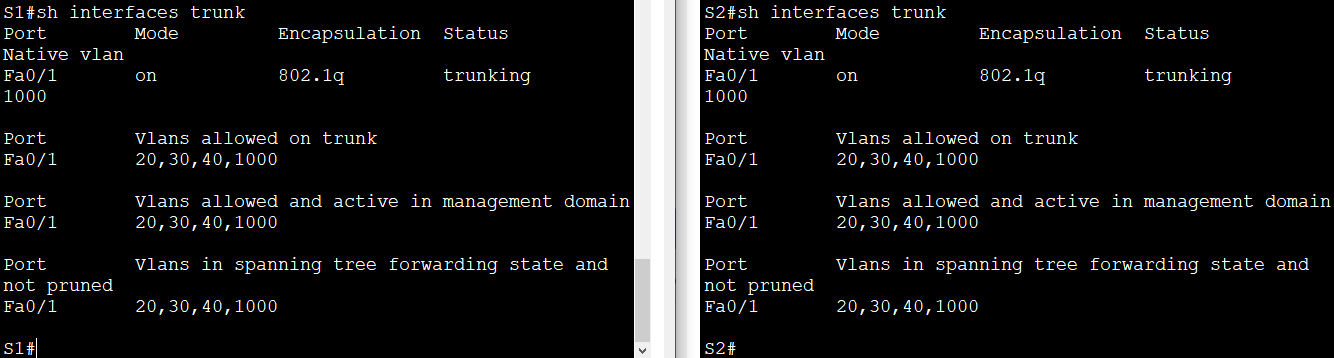 S1#sh interfaces trunk
Port        Mode             Encapsulation  Status
Native vlan
Fa0/1       on               802.1q         trunking
1000

Port        Vlans allowed on trunk
Fa0/1       20,30,40,1000

Port        Vlans allowed and active in management domain
Fa0/1       20,30,40,1000

Port        Vlans in spanning tree forwarding state and
not pruned
Fa0/1       20,30,40,1000

S1#
S2#sh interfaces trunk
Port        Mode             Encapsulation  Status
Native vlan
Fa0/1       on               802.1q         trunking
1000

Port        Vlans allowed on trunk
Fa0/1       20,30,40,1000

Port        Vlans allowed and active in management domain
Fa0/1       20,30,40,1000

Port        Vlans in spanning tree forwarding state and
not pruned
Fa0/1       20,30,40,1000

S2#